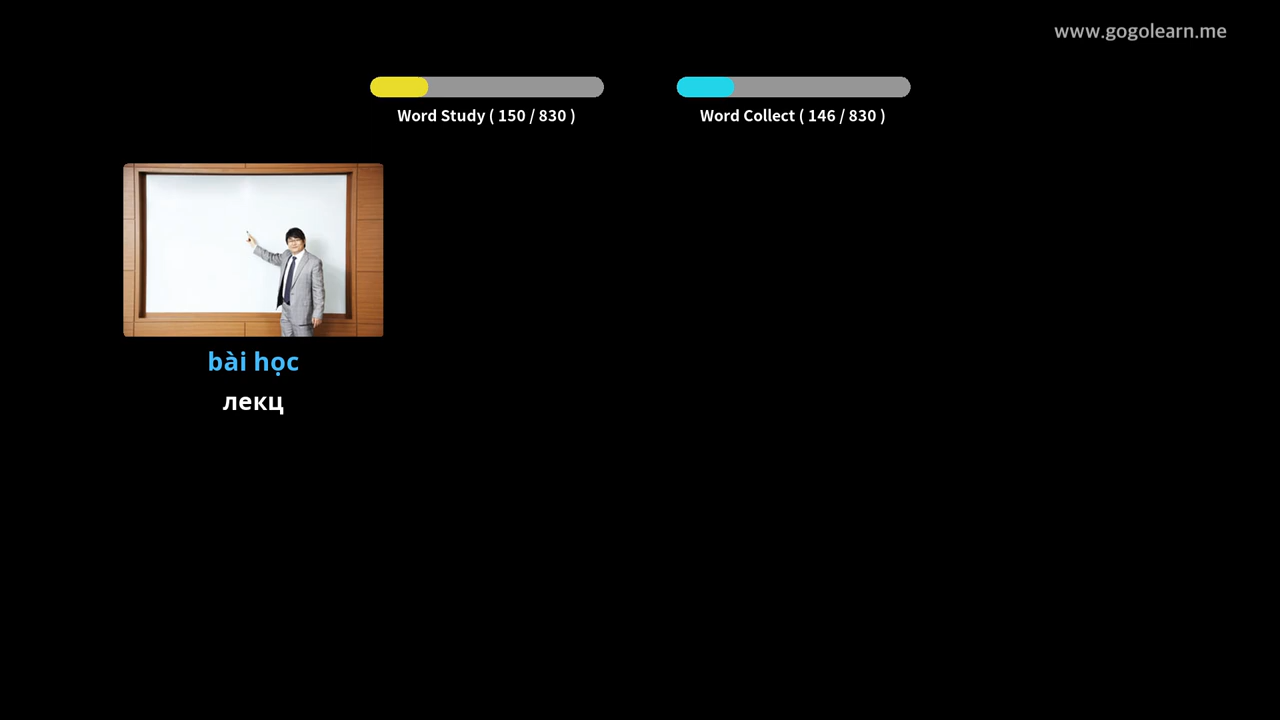 www.gogolearn.me
Word Study ( 150 / 830 )
Word Collect ( 146 / 830 )
bài học
лекц